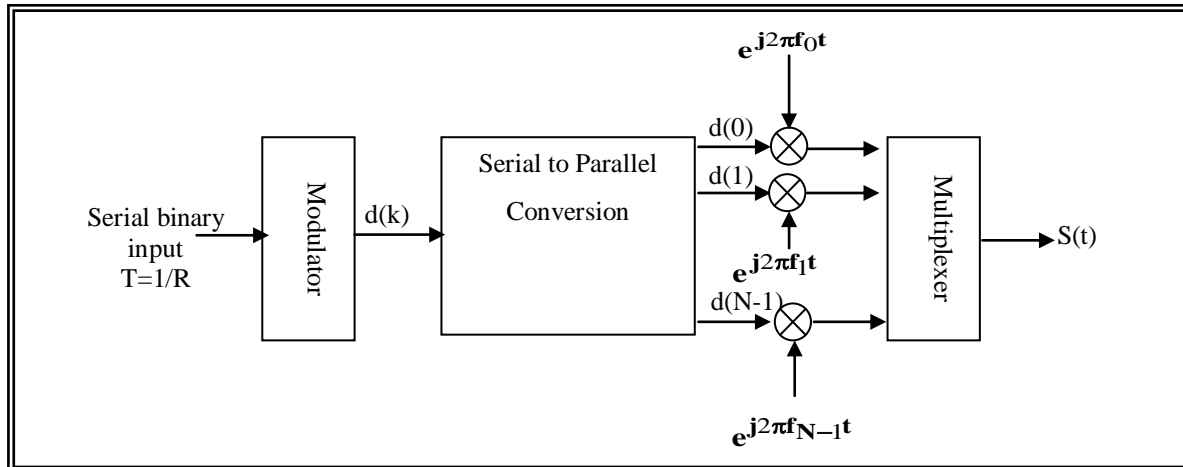 e^{j2πf_0t}
d(0)
Serial to Parallel
Conversion
d(1)
Modulator
d(k)
Multiplexer
Serial binary
input
T=1/R
S(t)
e^{j2πf_1t}
d(N-1)
e^{j2πf_{N−1}t}